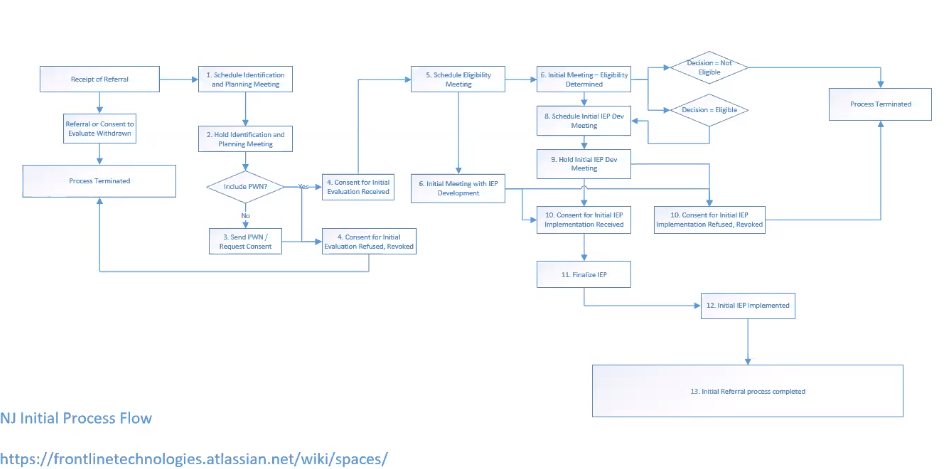 Receipt of Referral
1. Schedule Identification
and Planning Meeting
5. Schedule Eligibility
Meeting
6. Initial Meeting – Eligibility
Determined
Decision = Not
Eligible
Decision = Eligible
Process Terminated
Referral or Consent to
Evaluate Withdrawn
2. Hold Identification and
Planning Meeting
8. Schedule Initial IEP Dev
Meeting
9. Hold Initial IEP Dev
Meeting
Process Terminated
Include PWN?
Yes
4. Consent for Initial
Evaluation Received
6. Initial Meeting with IEP
Development
No
3. Send PWN /
Request Consent
4. Consent for Initial
Evaluation Refused, Revoked
10. Consent for Initial IEP
Implementation Received
10. Consent for Initial IEP
Implementation Refused, Revoked
11. Finalize IEP
12. Initial IEP Implemented
13. Initial Referral process completed
NJ Initial Process Flow
https://frontlinetechnologies.atlassian.net/wiki/spaces/